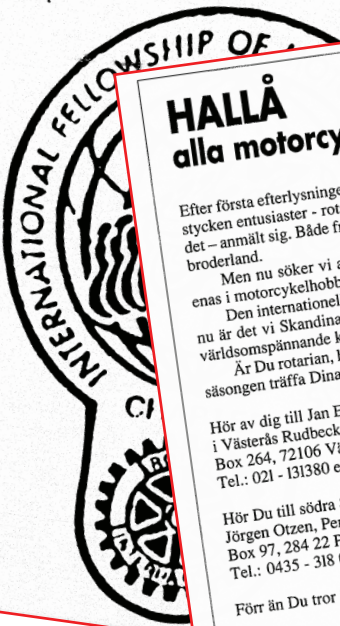 INTERNATIONAL FELLOWSHIP OF
HALLÅ
alla motorcy
Efter första efterlysninge
stycken entusiaster - rot
det – anmält sig. Både fr
broderland.
Men nu söker vi a
enas i motorcykelhobb
Den internationel
nu är det vi Skandina
världsomspännande k
Är Du rotarian, h
säsongen träffa Dina
Hör av dig till Jan E
i Västerås Rudbeck
Box 264, 72106 Vä
Tel.: 021 - 131380 e
Hör Du till södra
Jörgen Otzen, Per
Box 97, 284 22 P
Tel.: 0435 - 318
Förr än Du tror